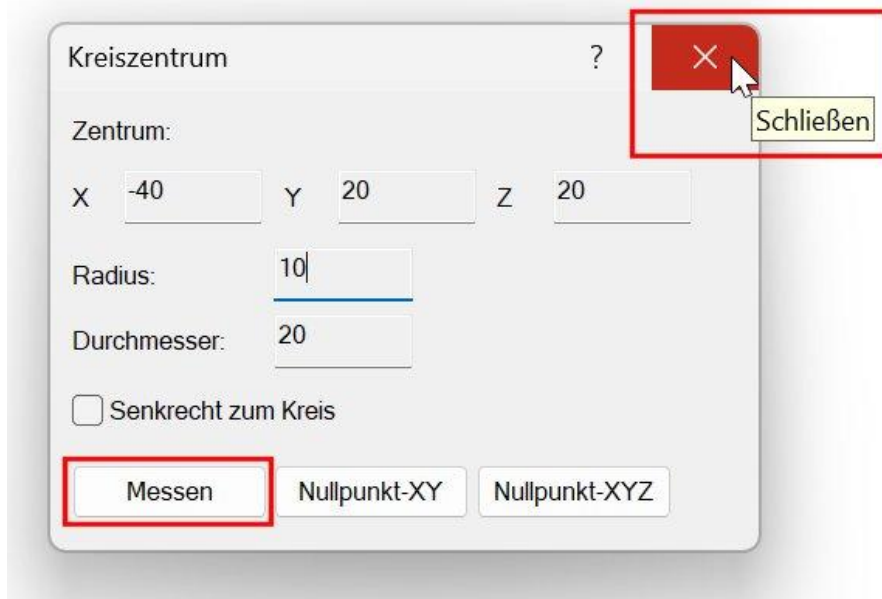 Kreiszentrum ?
Schließen
Zentrum:
X -40 Y 20 Z 20
Radius: 10
Durchmesser: 20
Senkrecht zum Kreis
Messen Nullpunkt-XY Nullpunkt-XYZ